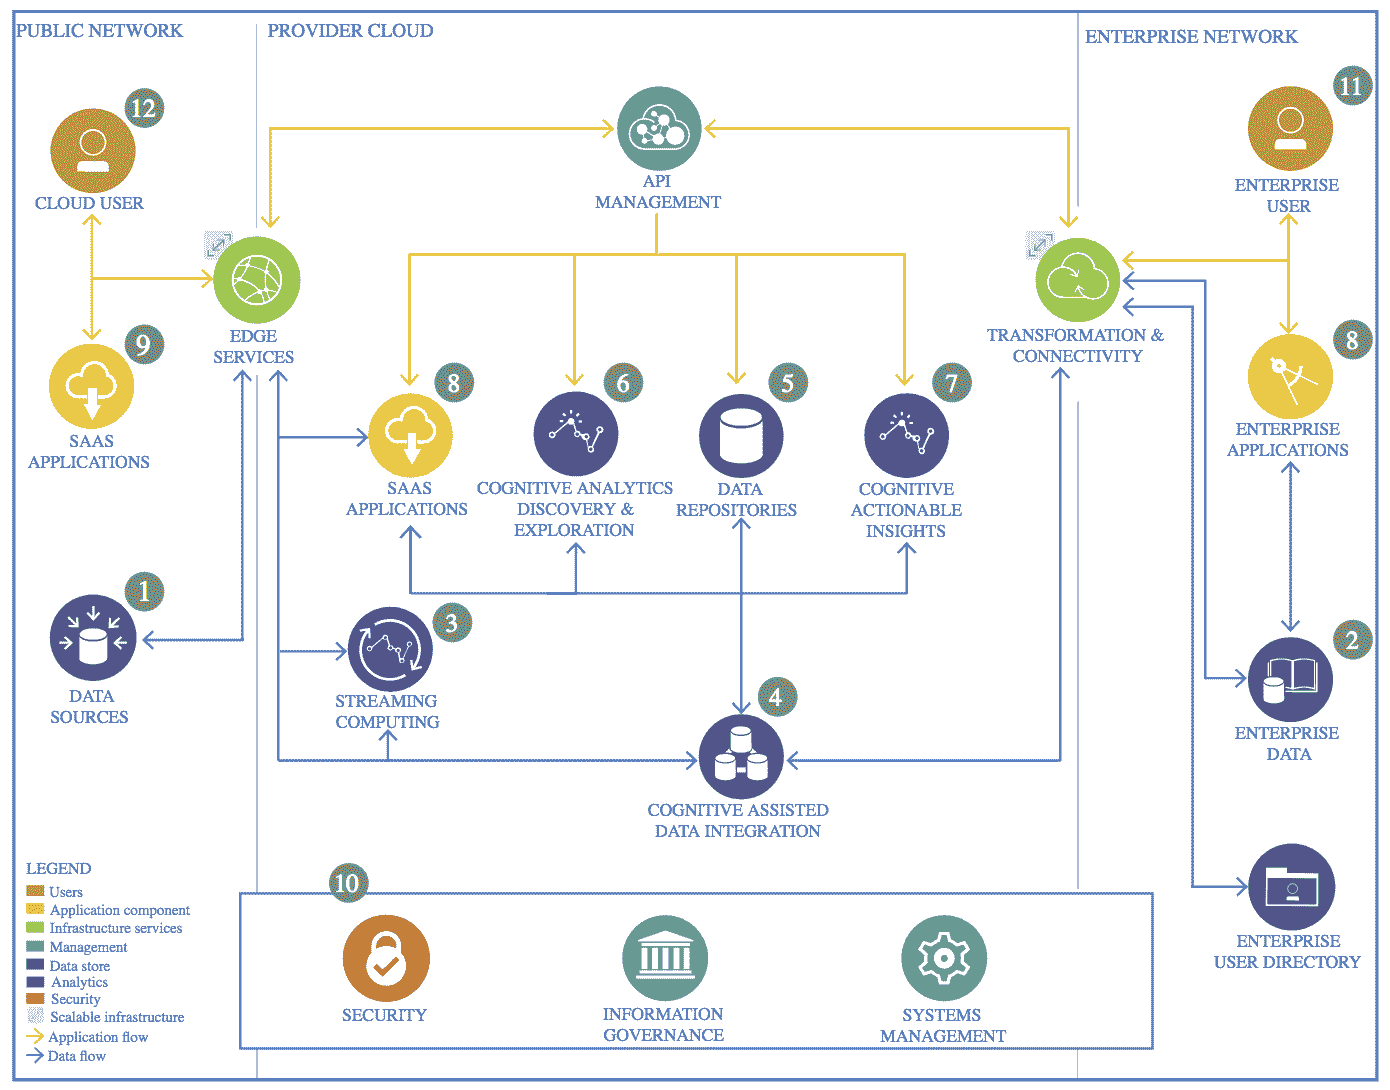 PUBLIC NETWORK
PROVIDER CLOUD
ENTERPRISE NETWORK
12
CLOUD USER
API
MANAGEMENT
11
ENTERPRISE
USER
EDGE
SERVICES
TRANSFORMATION &
CONNECTIVITY
9
SAAS
APPLICATIONS
8
SAAS
APPLICATIONS
6
COGNITIVE ANALYTICS
DISCOVERY &
EXPLORATION
5
DATA
REPOSITORIES
7
COGNITIVE
ACTIONABLE
INSIGHTS
8
ENTERPRISE
APPLICATIONS
1
DATA
SOURCES
3
STREAMING
COMPUTING
4
COGNITIVE ASSISTED
DATA INTEGRATION
2
ENTERPRISE
DATA
ENTERPRISE
USER DIRECTORY
LEGEND
Users
Application component
Infrastructure services
Management
Data store
Analytics
Security
Scalable infrastructure
Application flow
Data flow
10
SECURITY
INFORMATION
GOVERNANCE
SYSTEMS
MANAGEMENT